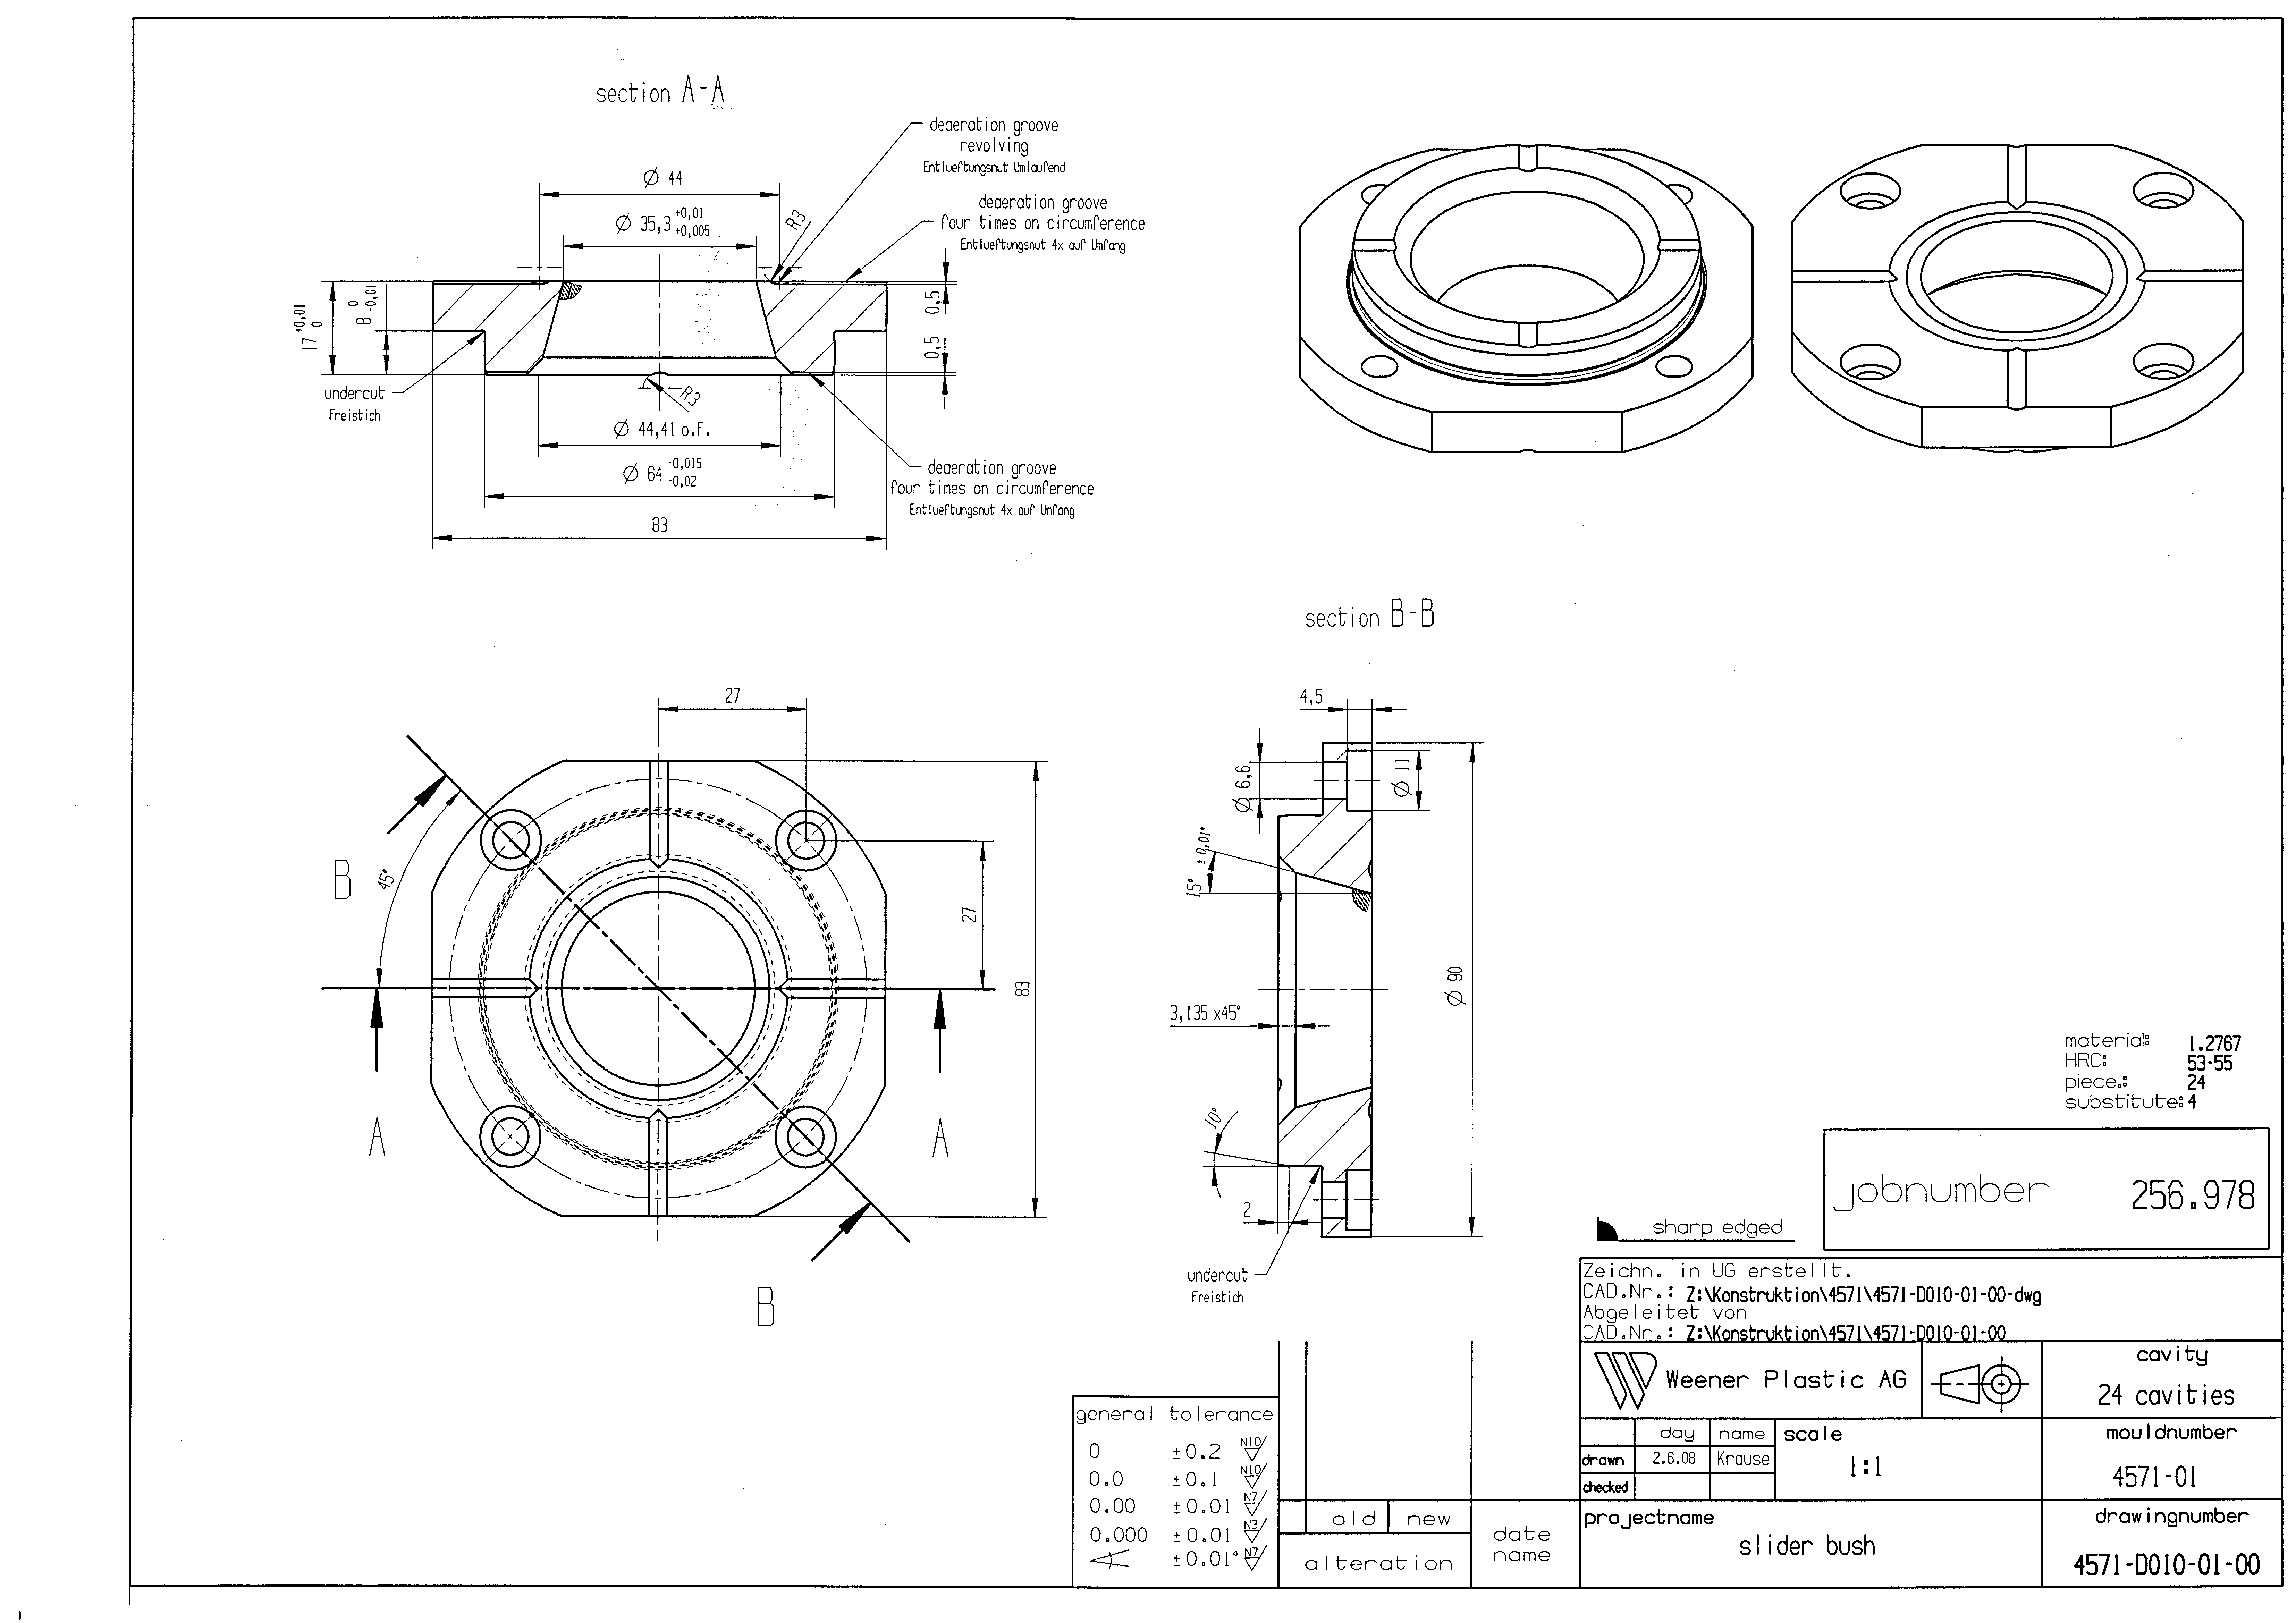 section A-A
deaeration groove
revolving
Entlueftungsnut Umlaufend
deaeration groove
four times on circumference
Entlueftungsnut 4x auf Umfang
Ø 44
Ø 35,3 +0,01 +0,005
R3
17 +0,01 0
8 0 -0,01
0,5
0,5
undercut
Freistich
R3
Ø 44,41 o.F.
Ø 64 -0,015 -0,02
83
deaeration groove
four times on circumference
Entlueftungsnut 4x auf Umfang
section B-B
27
27
83
45°
B
B
A
A
4,5
Ø 6,6
Ø 11
15° ±0,01°
Ø 90
3,135 x45°
10°
2
undercut
Freistich
material: 1.2767
HRC: 53-55
piece.: 24
substitute: 4
jobnumber 256.978
sharp edged
Zeichn. in UG erstellt.
CAD.Nr.: Z:\Konstruktion\4571\4571-D010-01-00-dwg
Abgeleitet von
CAD.Nr.: Z:\Konstruktion\4571\4571-D010-01-00
Weener Plastic AG
cavity
24 cavities
day name
drawn 2.6.08 Krause
checked
scale
1:1
mouldnumber
4571-01
projectname
slider bush
drawingnumber
4571-D010-01-00
general tolerance
0 ±0.2 N10
0.0 ±0.1 N10
0.00 ±0.01 N7
0.000 ±0.01 N3
±0.01° N7
old new
alteration
date
name